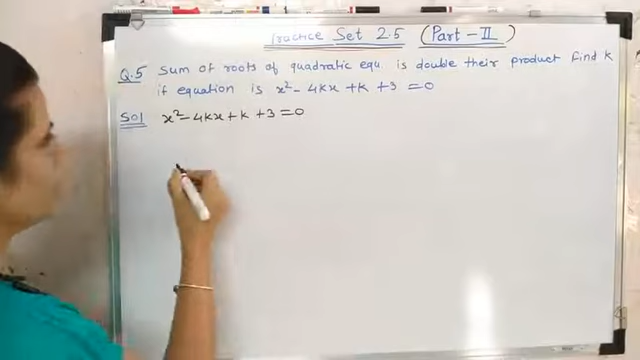 Practice Set 2.5 (Part - II)
Q.5 Sum of roots of quadratic equ. is double their product find k
if equation is x² - 4kx + k + 3 = 0
Sol x² - 4kx + k + 3 = 0